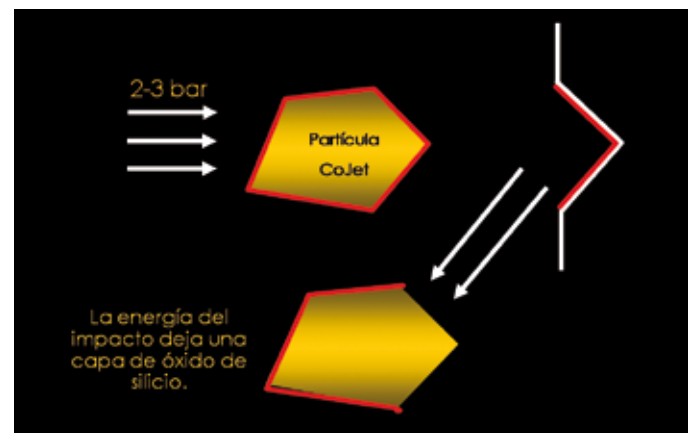 2-3 bar
Partícula
CoJet
La energía del
impacto deja una
capa de óxido de
silicio.